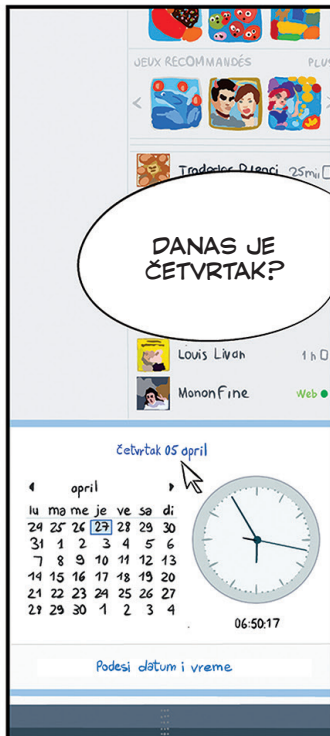 JEUX RECOMMANDÉS PLUS
25mii
DANAS JE
ČETVRTAK?
Louis Livan 1 h
MononFine Web
četvrtak 05 april
april
lu ma me je ve sa di
24 25 26 27 28 29 30
31 1 2 3 4 5 6
7 8 9 10 11 12 13
14 15 16 17 18 19 20
21 22 23 24 25 26 27
28 29 30 1 2 3 4
06:50:17
Podesi datum i vreme